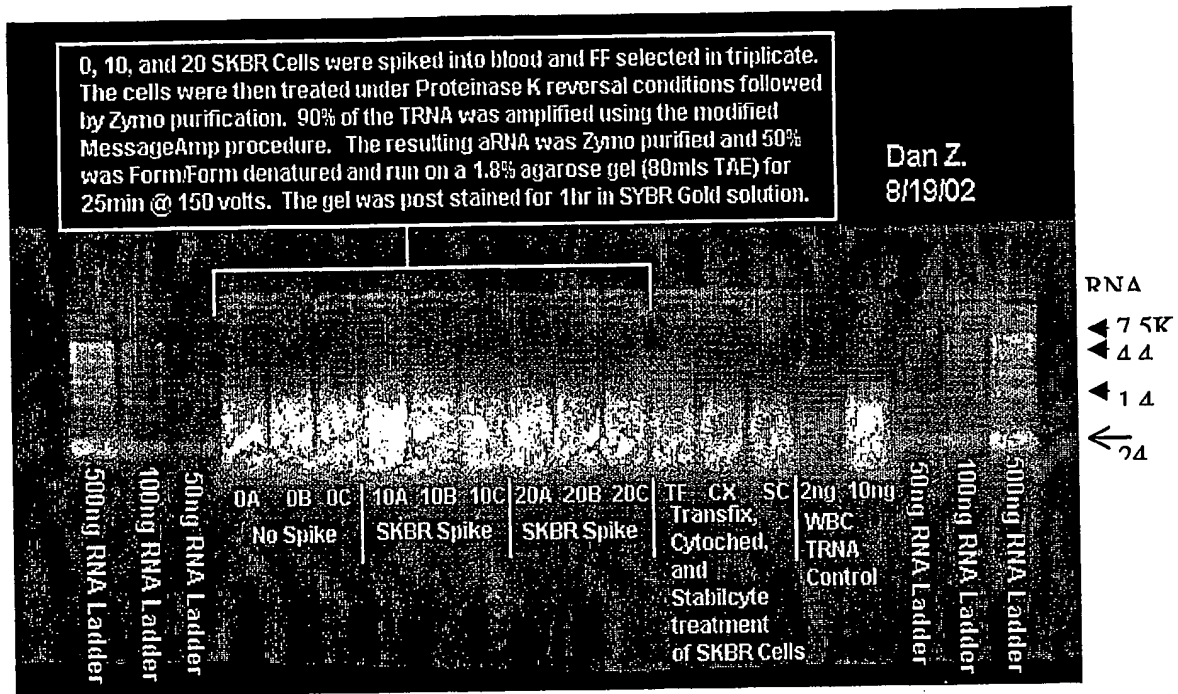 0, 10, and 20 SKBR Cells were spiked into blood and FF selected in triplicate.
The cells were then treated under Proteinase K reversal conditions followed
by Zymo purification. 90% of the TRNA was amplified using the modified
MessageAmp procedure. The resulting aRNA was Zymo purified and 50%
was Form/Form denatured and run on a 1.8% agarose gel (80mls TAE) for
25min @ 150 volts. The gel was post stained for 1hr in SYBR Gold solution.
Dan Z.
8/19/02
RNA
7.5K
4.4
1.4
.24
500ng RNA Ladder
100ng RNA Ladder
50ng RNA Ladder
0A 0B 0C
No Spike
10A 10B 10C
SKBR Spike
20A 20B 20C
SKBR Spike
TF CX SC
Transfix,
Cytoched,
and
Stabilcyte
treatment
of SKBR Cells
2ng 10ng
WBC
TRNA
Control
50ng RNA Ladder
100ng RNA Ladder
500ng RNA Ladder